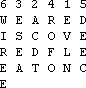 6 3 2 4 1 5
W E A R E D
I S C O V E
R E D F L E
E A T O N C
E